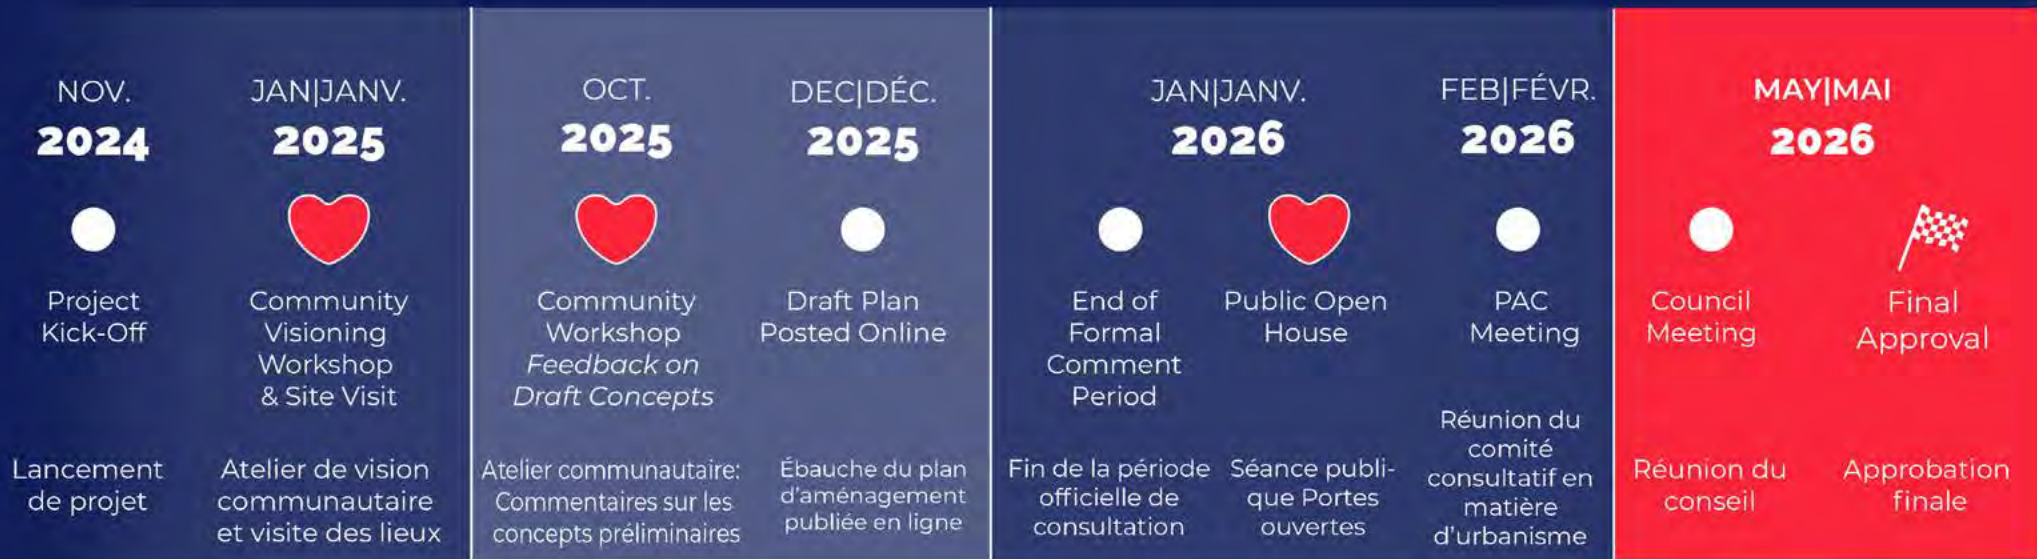 NOV.
2024
Project
Kick-Off
Lancement
de projet
JAN|JANV.
2025
Community
Visioning
Workshop
& Site Visit
Atelier de vision
communautaire
et visite des lieux
OCT.
2025
Community
Workshop
Feedback on
Draft Concepts
Atelier communautaire:
Commentaires sur les
concepts préliminaires
DEC|DÉC.
2025
Draft Plan
Posted Online
Ébauche du plan
d'aménagement
publiée en ligne
JAN|JANV.
2026
End of
Formal
Comment
Period
Fin de la période
officielle de
consultation
Public Open
House
Séance publi-
que Portes
ouvertes
FEB|FÉVR.
2026
PAC
Meeting
Réunion du
comité
consultatif en
matière
d'urbanisme
MAY|MAI
2026
Council
Meeting
Réunion du
conseil
Final
Approval
Approbation
finale